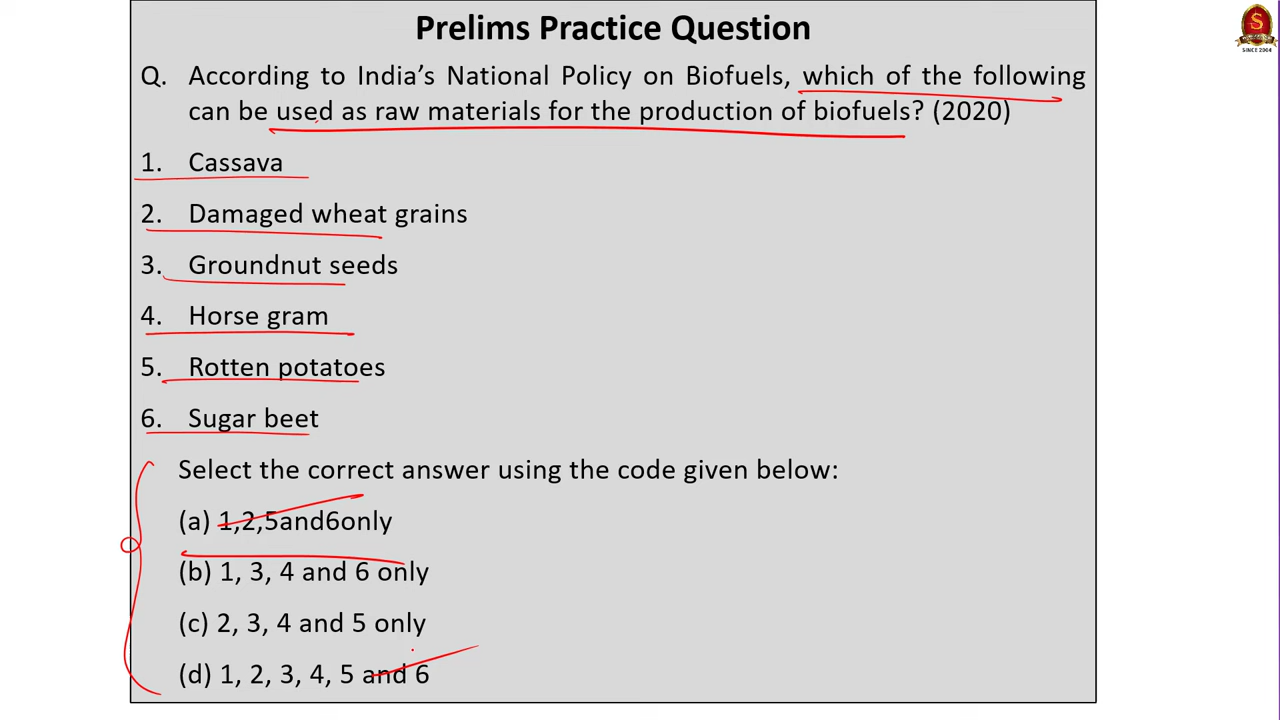 Prelims Practice Question
S
SINCE 2004
Q. According to India's National Policy on Biofuels, which of the following
can be used as raw materials for the production of biofuels? (2020)
1. Cassava
2. Damaged wheat grains
3. Groundnut seeds
4. Horse gram
5. Rotten potatoes
6. Sugar beet
Select the correct answer using the code given below:
(a) 1,2,5and6only
(b) 1, 3, 4 and 6 only
(c) 2, 3, 4 and 5 only
(d) 1, 2, 3, 4, 5 and 6